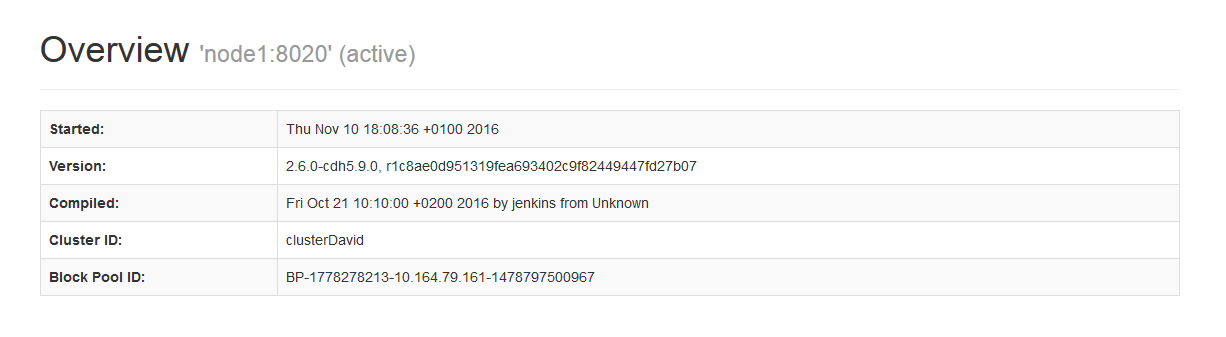 Overview 'node1:8020' (active)
Started: Thu Nov 10 18:08:36 +0100 2016
Version: 2.6.0-cdh5.9.0, r1c8ae0d951319fea693402c9f82449447fd27b07
Compiled: Fri Oct 21 10:10:00 +0200 2016 by jenkins from Unknown
Cluster ID: clusterDavid
Block Pool ID: BP-1778278213-10.164.79.161-1478797500967